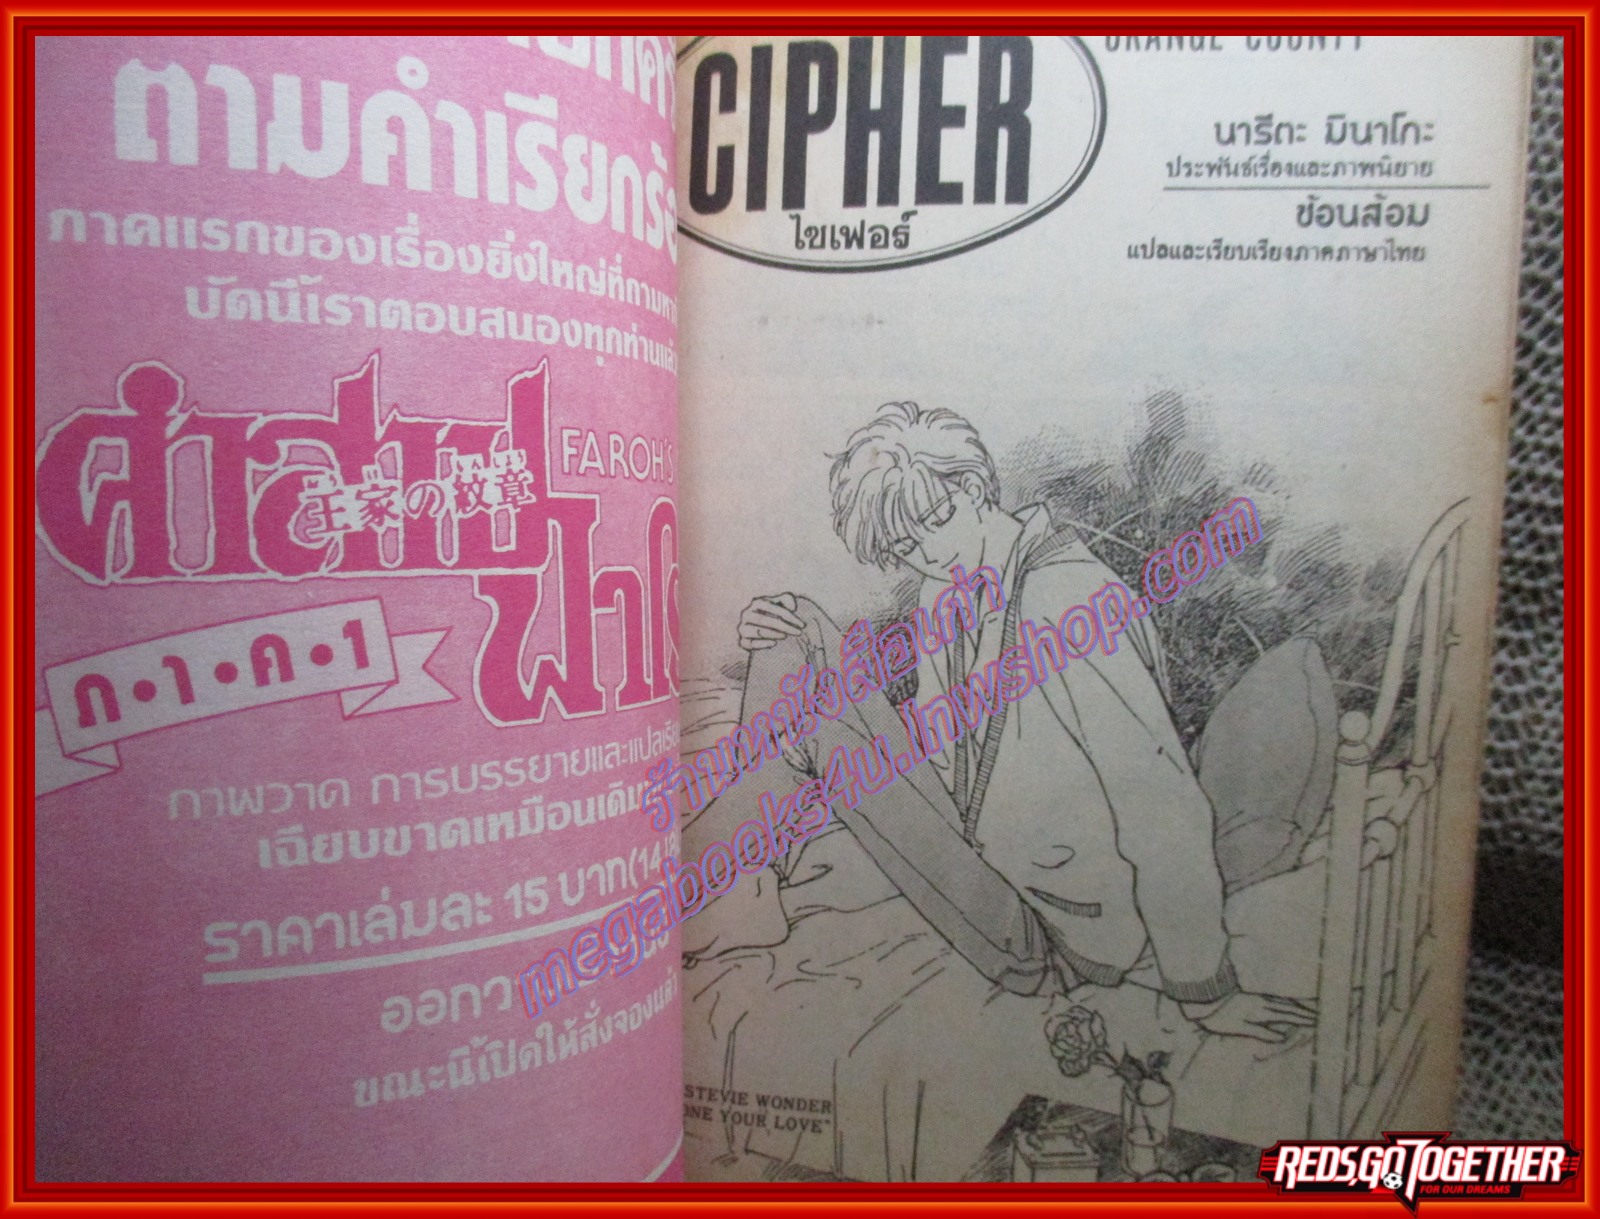 ตามคำเรียกร้อ
ภาคแรกของเรื่องยิ่งใหญ่ที่ถามหา
บัดนี้เราตอบสนองทุกท่านแล้ว
คำสาป
FAROH'S
王家の紋章
ฟาโร
ภ•า•ค•1
ภาพวาด การบรรยายและแปลเรีย
เฉียบขาดเหมือนเดิม
ราคาเล่มละ 15 บาท(14
ออกว
ขณะนี้เปิดให้สั่งจองแล้ว
CIPHER
ไซเฟอร์
ORANGE COUNTY
นารีตะ มินาโกะ
ประพันธ์เรื่องและภาพนิยาย
ช้อนส้อม
แปลและเรียบเรียงภาคภาษาไทย
STEVIE WONDER
ONE YOUR LOVE"
ร้านหนังสือเก่า
megabooks4u.lnwshop.com
REDS,GO TOGETHER
FOR OUR DREAMS